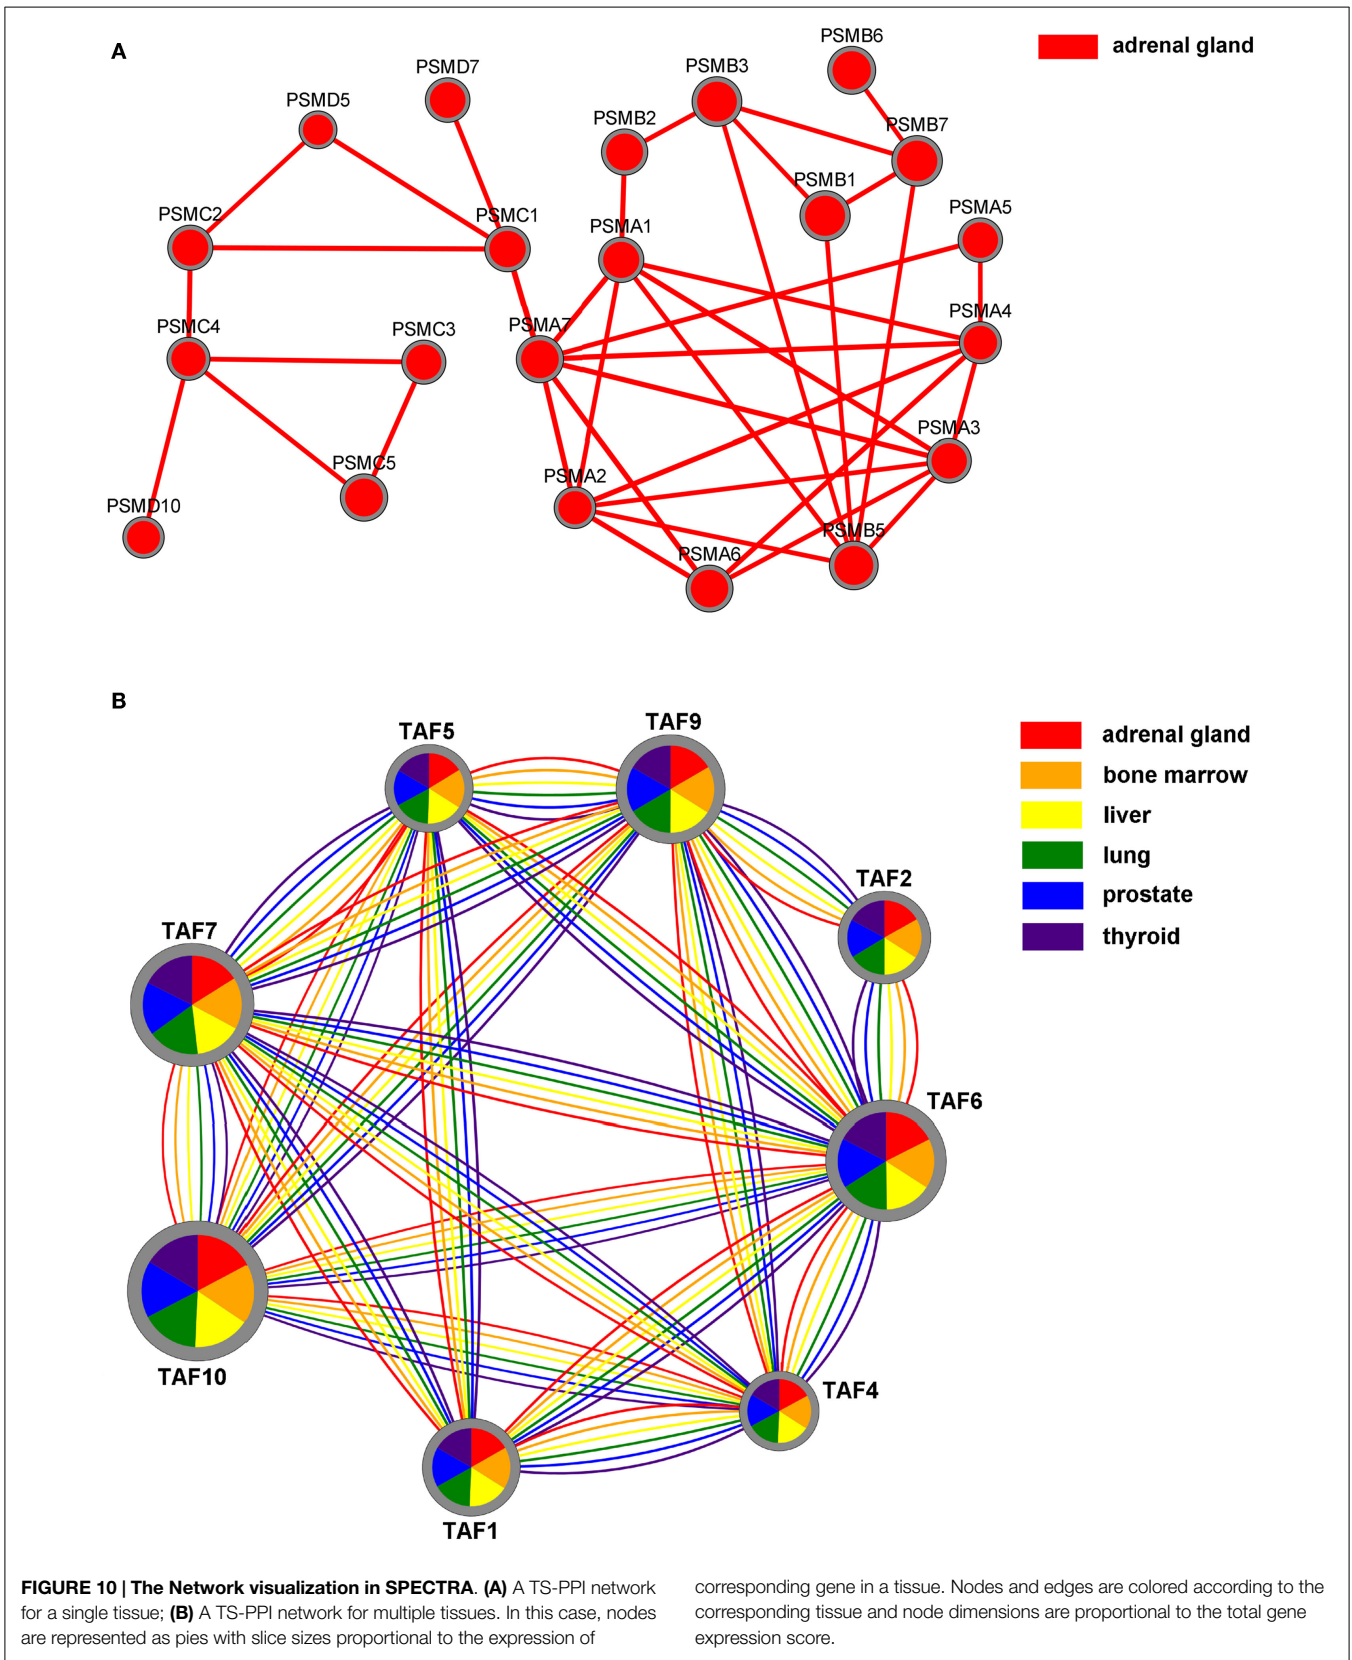 A
adrenal gland
PSMB6
PSMD7
PSMB3
PSMD5
PSMB2
PSMB7
PSMB1
PSMC2
PSMC1
PSMA1
PSMA5
PSMC4
PSMC3
PSMA7
PSMA4
PSMC5
PSMA2
PSMA3
PSMD10
PSMA6
PSMB5
B
TAF5
TAF9
adrenal gland
bone marrow
liver
lung
prostate
thyroid
TAF2
TAF7
TAF6
TAF10
TAF4
TAF1
FIGURE 10 | The Network visualization in SPECTRA. (A) A TS-PPI network
for a single tissue; (B) A TS-PPI network for multiple tissues. In this case, nodes
are represented as pies with slice sizes proportional to the expression of
corresponding gene in a tissue. Nodes and edges are colored according to the
corresponding tissue and node dimensions are proportional to the total gene
expression score.